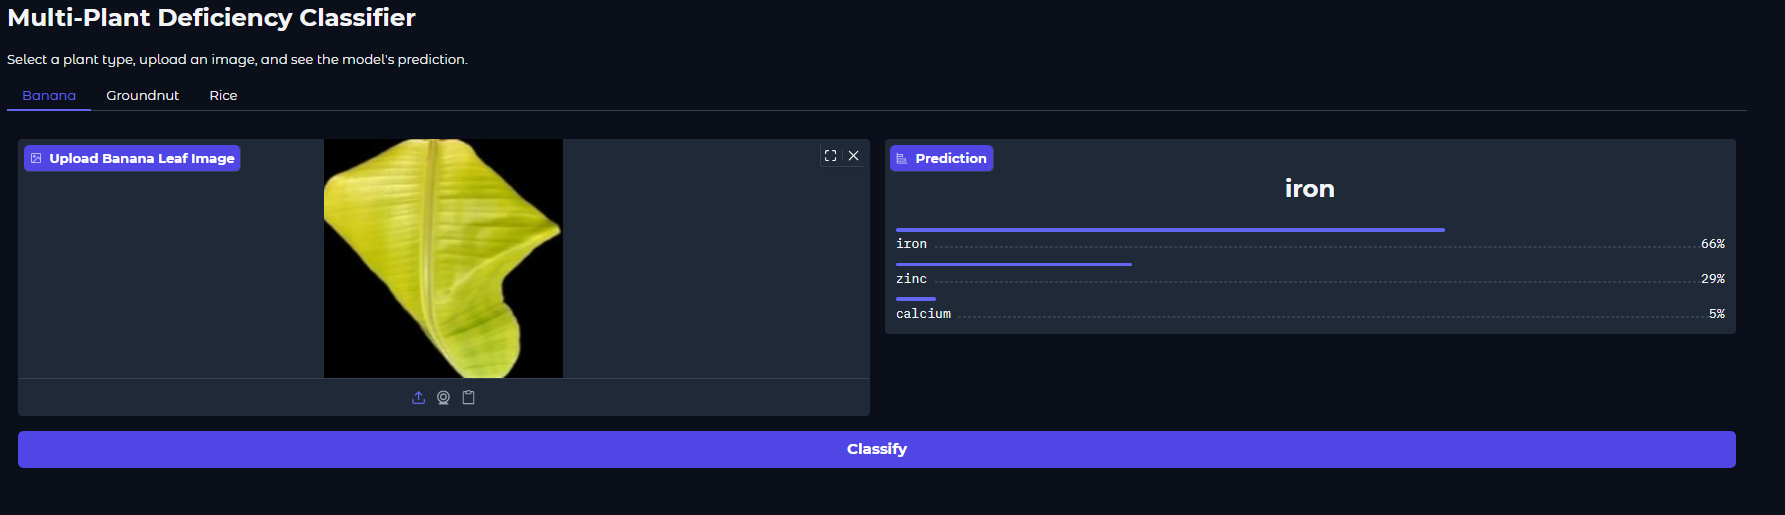 Multi-Plant Deficiency Classifier
Select a plant type, upload an image, and see the model's prediction.
Banana Groundnut Rice
Upload Banana Leaf Image
Prediction
iron
iron 66%
zinc 29%
calcium 5%
Classify